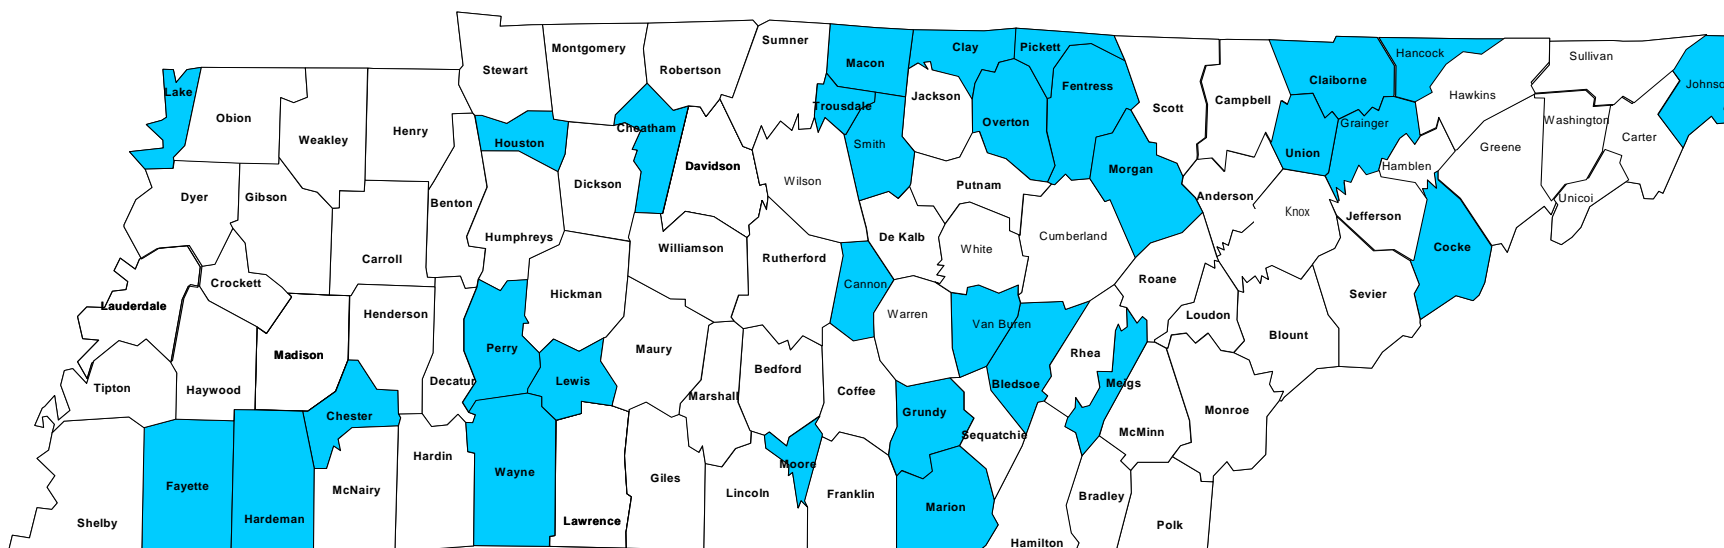 Sumner
Montgomery
Clay
Pickett
Hancock
Sullivan
Stewart
Robertson
Macon
Fentress
Claiborne
Johnso
Lake
Jackson
Scott
Campbell
Hawkins
Obion
Trousdale
Overton
Grainger
Washington
Henry
Cheatham
Weakley
Houston
Smith
Union
Greene
Carter
Davidson
Morgan
Hamblen
Dickson
Wilson
Putnam
Dyer
Gibson
Benton
Anderson
Unicoi
Knox
Jefferson
Humphreys
De Kalb
Cumberland
White
Cocke
Williamson
Rutherford
Carroll
Crockett
Cannon
Roane
Hickman
Sevier
Lauderdale
Henderson
Warren
Loudon
Van Buren
Blount
Perry
Maury
Madison
Rhea
Bedford
Tipton
Haywood
Decatur
Lewis
Coffee
Bledsoe
Meigs
Marshall
Chester
Grundy
Monroe
Sequatchie
McMinn
Hardin
Moore
Wayne
Giles
Fayette
McNairy
Lincoln
Franklin
Bradley
Marion
Shelby
Hardeman
Lawrence
Polk
Hamilton